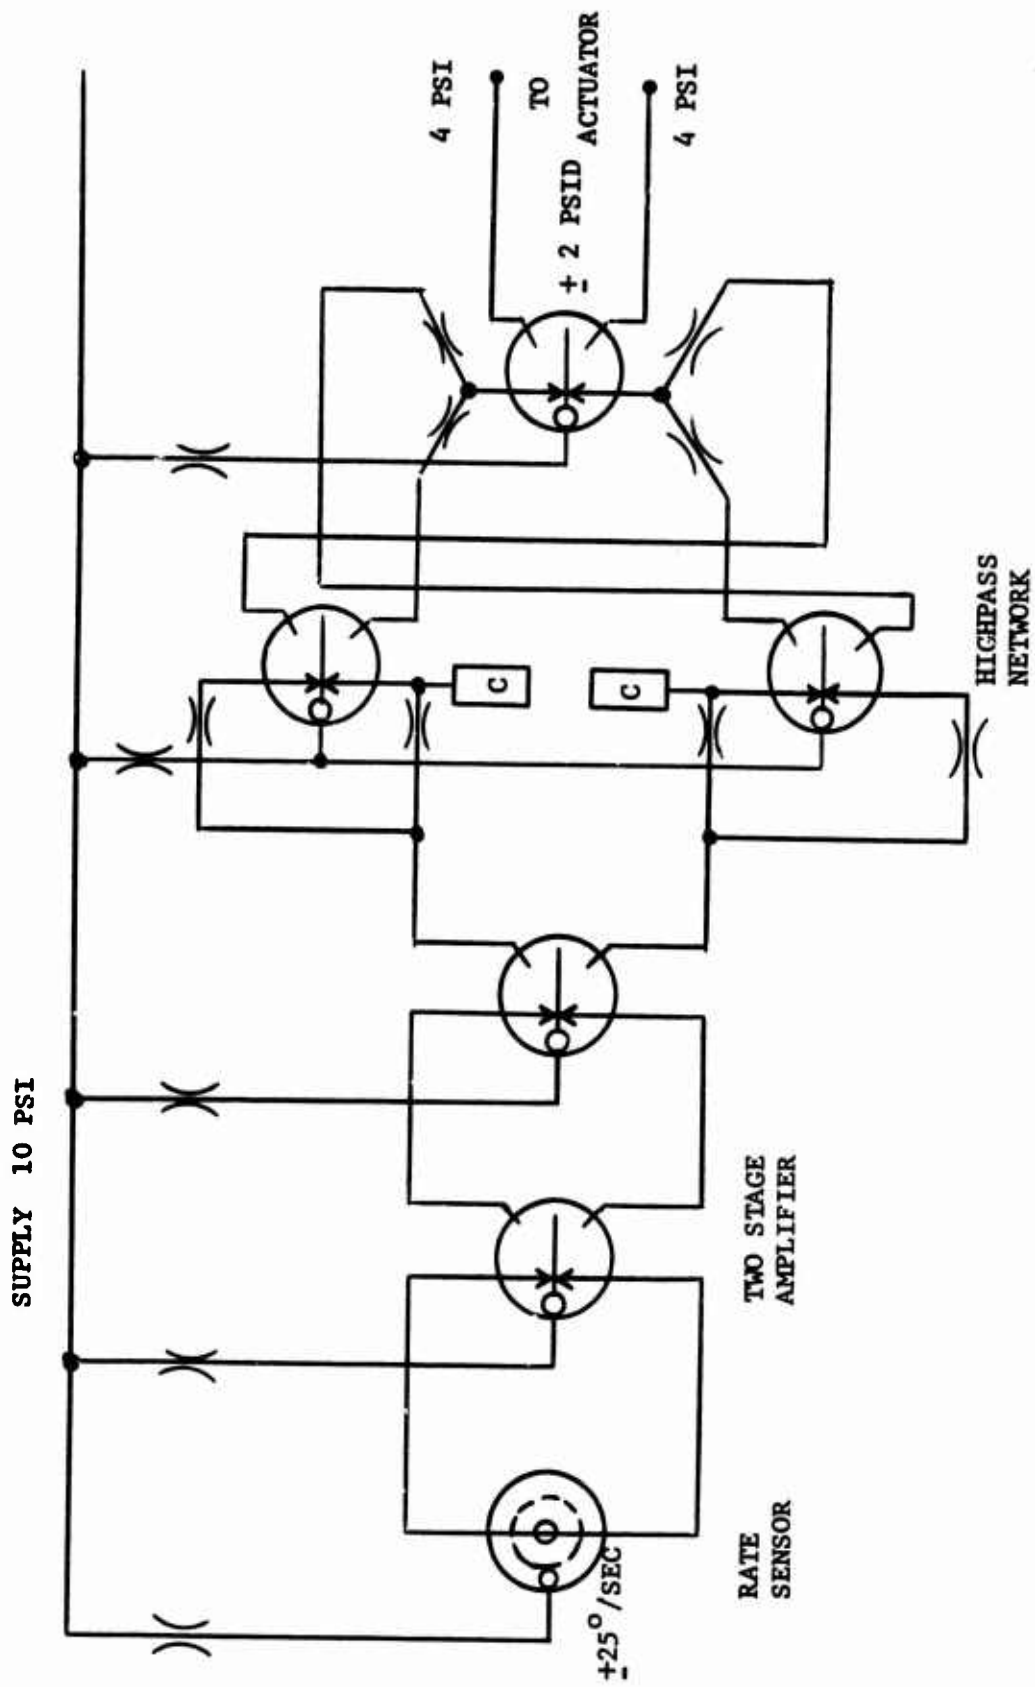 SUPPLY 10 PSI
4 PSI
TO
± 2 PSID ACTUATOR
4 PSI
C
C
±25°/SEC
RATE
SENSOR
TWO STAGE
AMPLIFIER
HIGHPASS
NETWORK